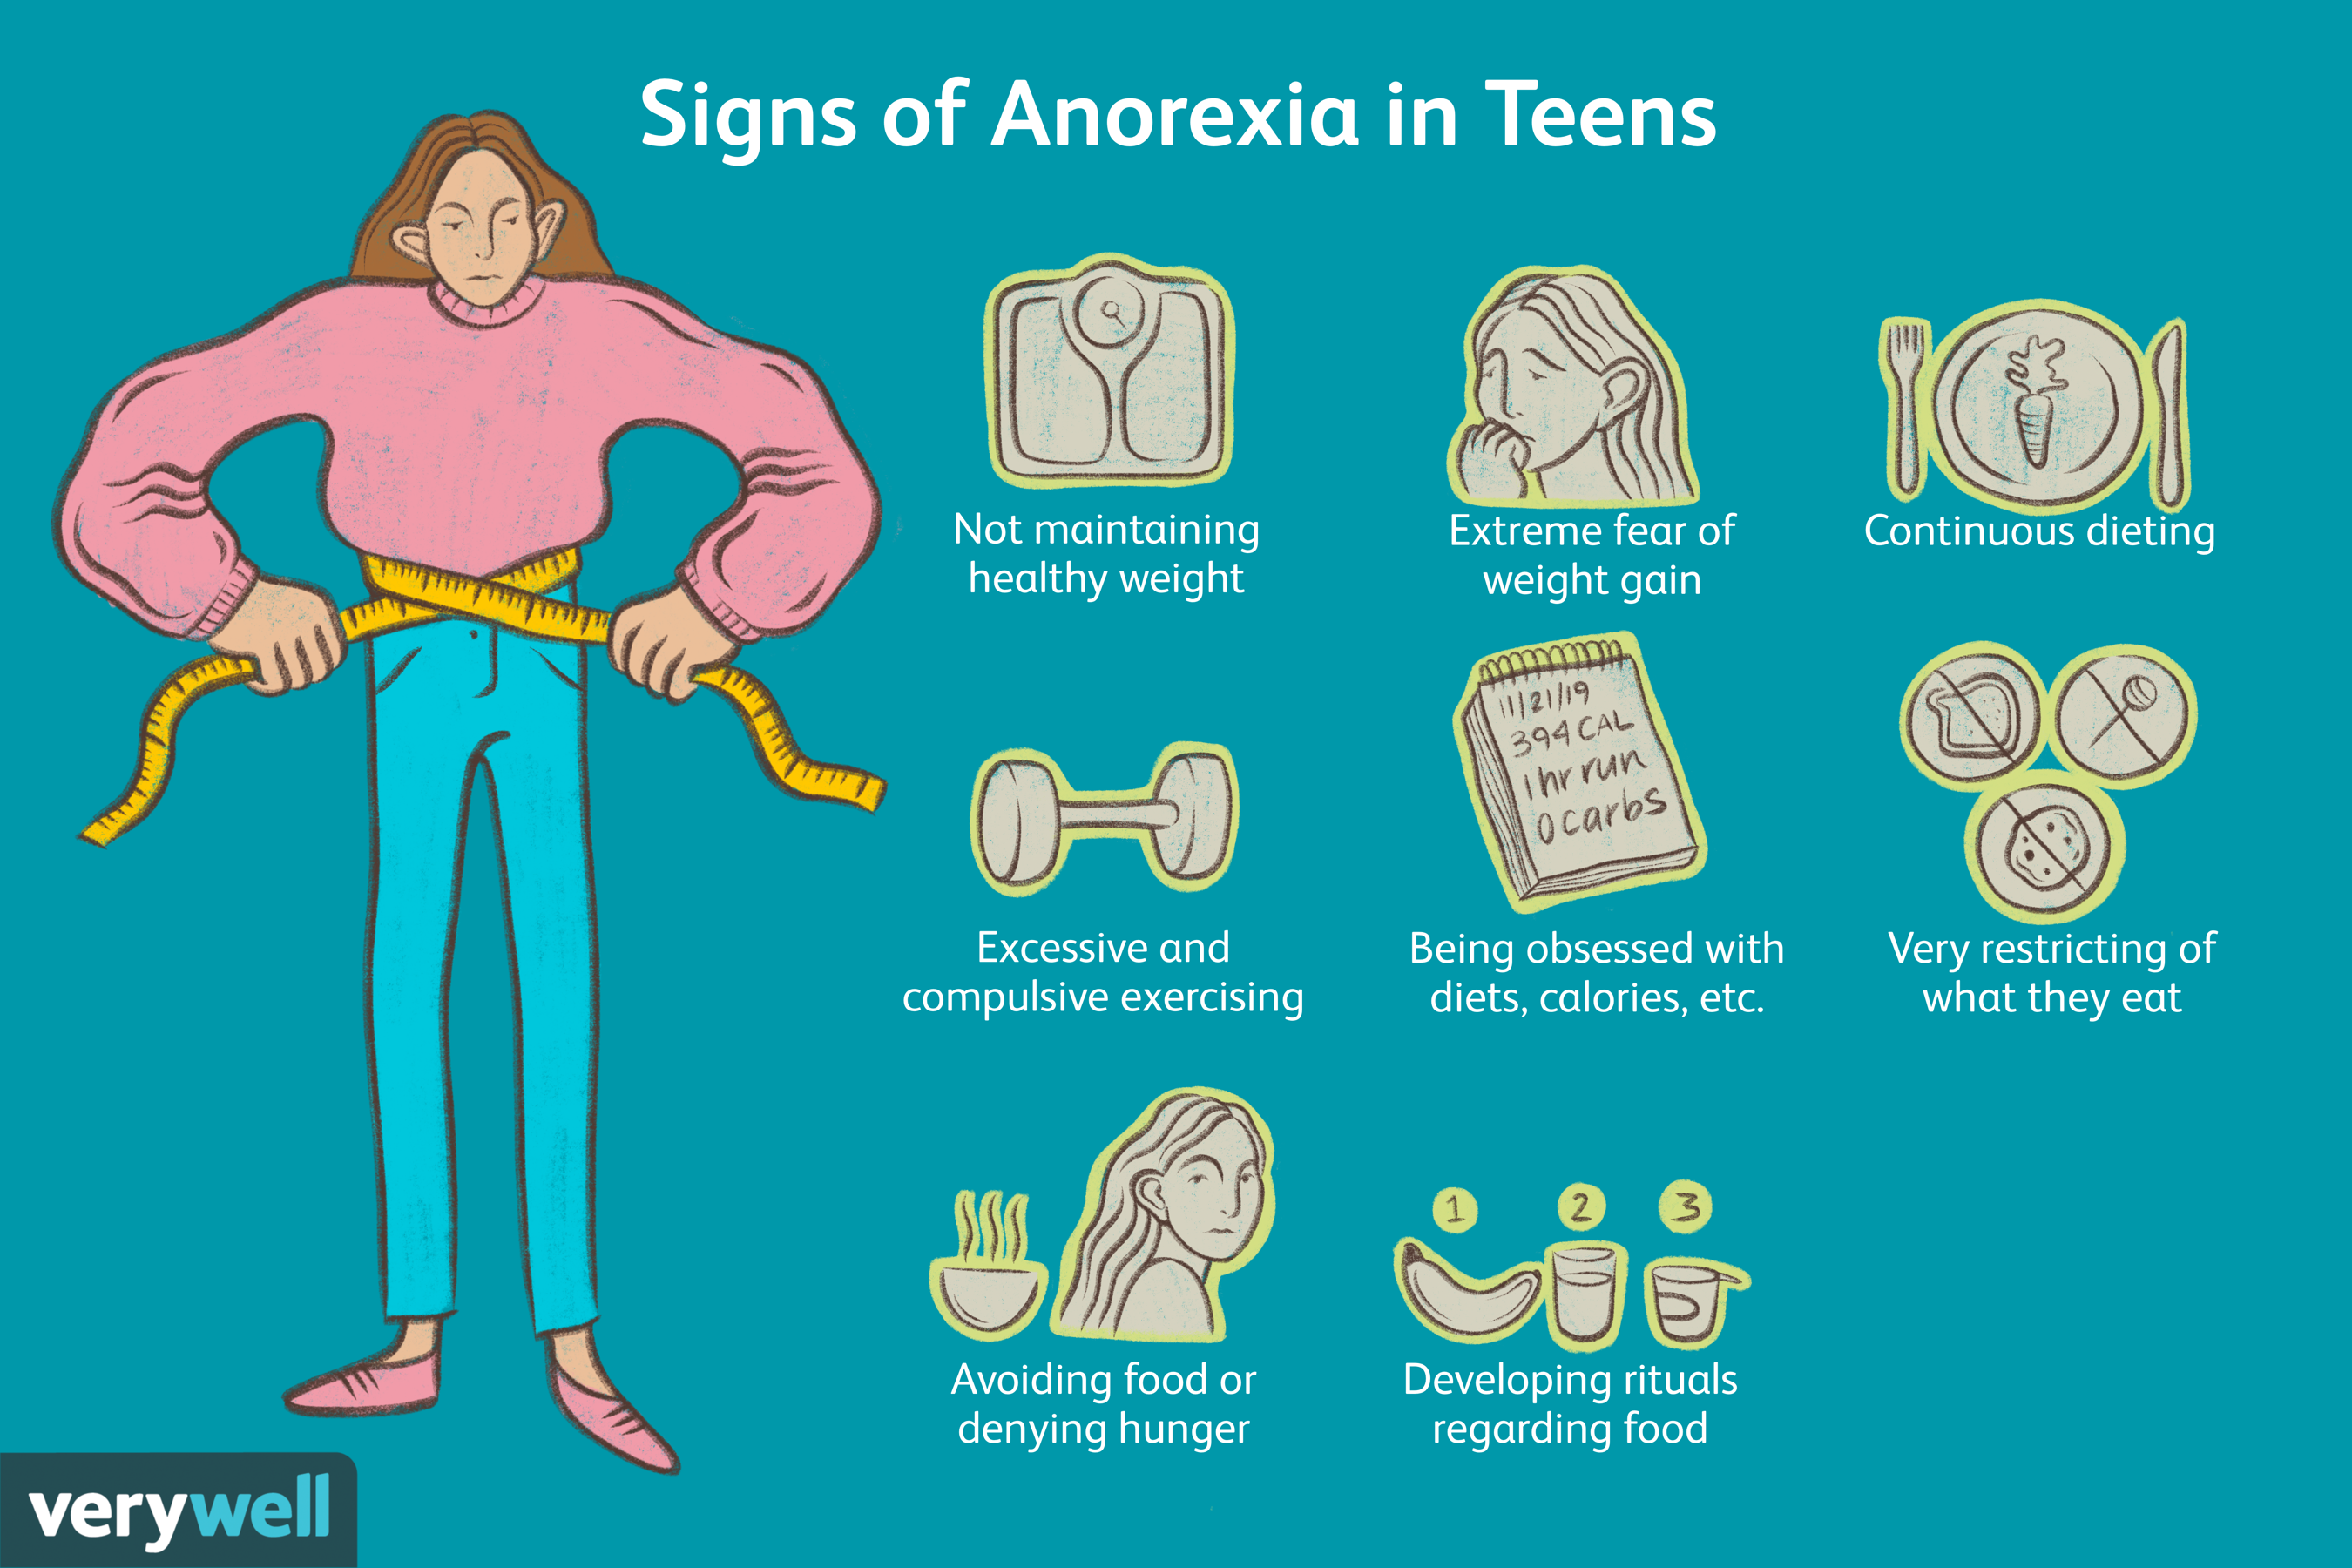 Signs of Anorexia in Teens
Not maintaining
healthy weight
Extreme fear of
weight gain
Continuous dieting
11/21/19
394 CAL
1 hr run
0 carbs
Excessive and
compulsive exercising
Being obsessed with
diets, calories, etc.
Very restricting of
what they eat
1
2
3
Avoiding food or
denying hunger
Developing rituals
regarding food
verywell